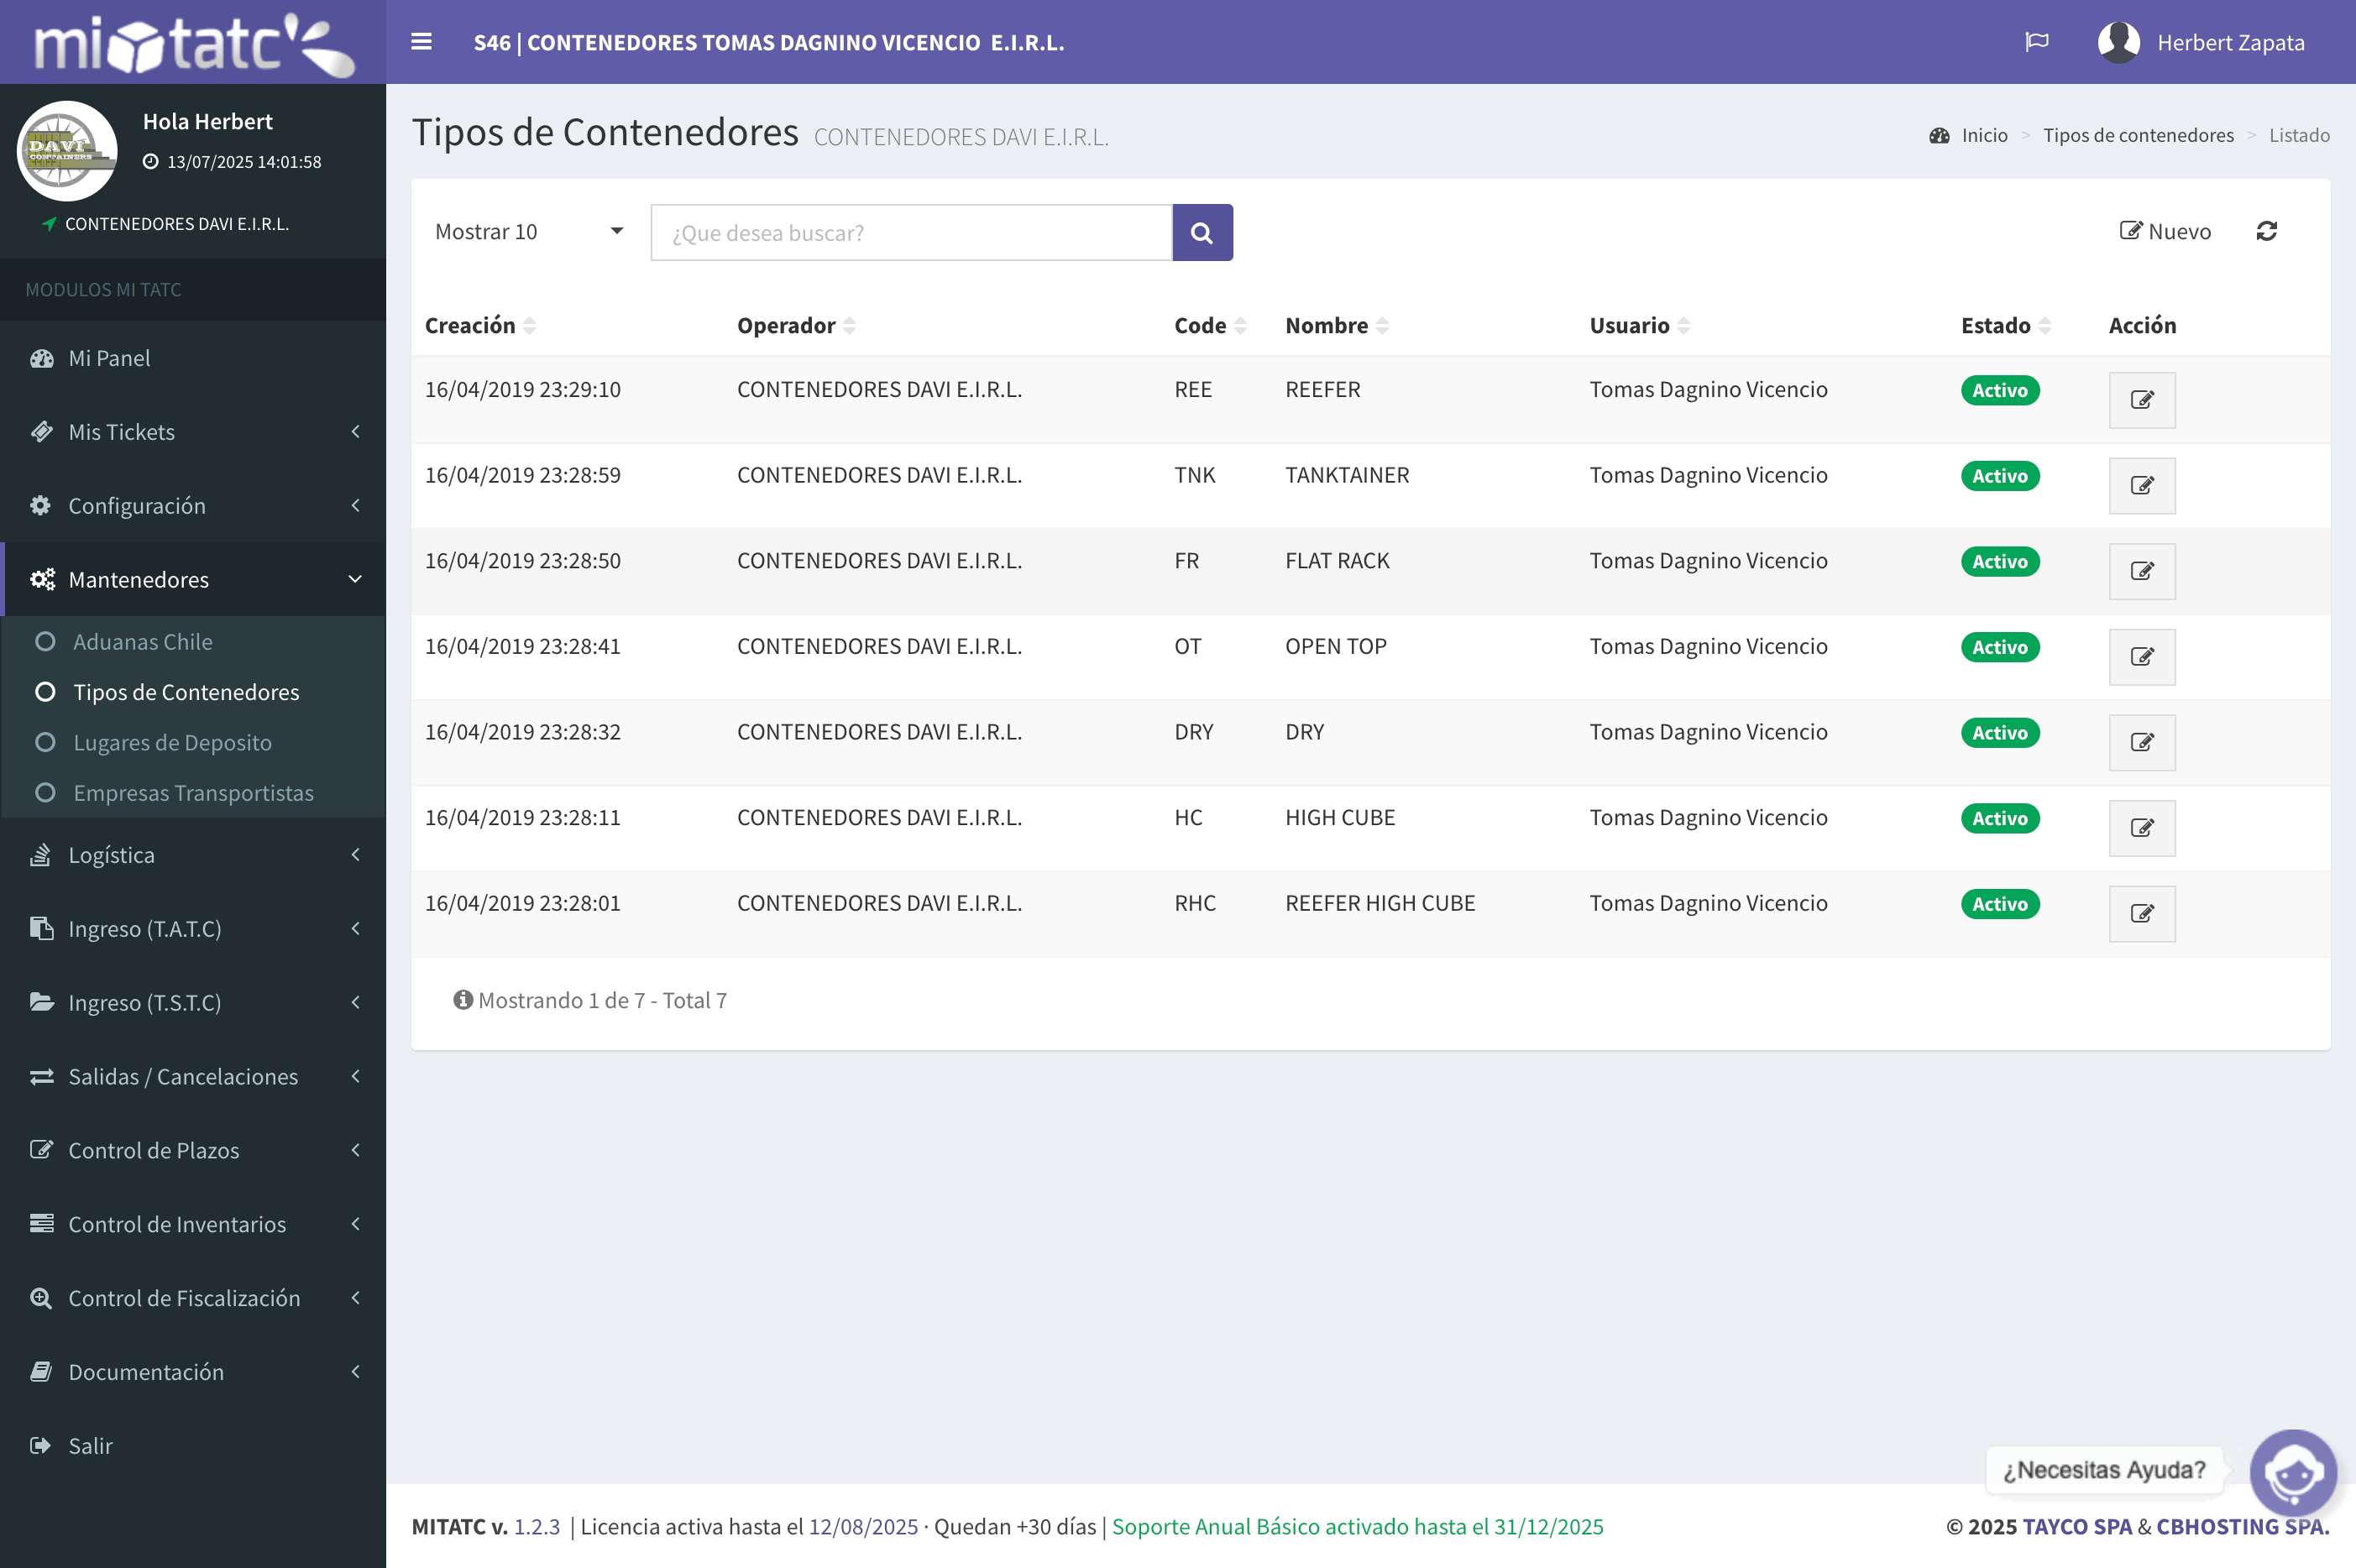 mi tatc
S46 | CONTENEDORES TOMAS DAGNINO VICENCIO E.I.R.L.
Herbert Zapata
DAVI
CONTAINERS
Hola Herbert
13/07/2025 14:01:58
CONTENEDORES DAVI E.I.R.L.
MODULOS MI TATC
Mi Panel
Mis Tickets
Configuración
Mantenedores
Aduanas Chile
Tipos de Contenedores
Lugares de Deposito
Empresas Transportistas
Logística
Ingreso (T.A.T.C)
Ingreso (T.S.T.C)
Salidas / Cancelaciones
Control de Plazos
Control de Inventarios
Control de Fiscalización
Documentación
Salir
Tipos de Contenedores CONTENEDORES DAVI E.I.R.L.
Inicio > Tipos de contenedores > Listado
Mostrar 10 ¿Que desea buscar? Nuevo
Creación Operador Code Nombre Usuario Estado Acción
16/04/2019 23:29:10 CONTENEDORES DAVI E.I.R.L. REE REEFER Tomas Dagnino Vicencio Activo
16/04/2019 23:28:59 CONTENEDORES DAVI E.I.R.L. TNK TANKTAINER Tomas Dagnino Vicencio Activo
16/04/2019 23:28:50 CONTENEDORES DAVI E.I.R.L. FR FLAT RACK Tomas Dagnino Vicencio Activo
16/04/2019 23:28:41 CONTENEDORES DAVI E.I.R.L. OT OPEN TOP Tomas Dagnino Vicencio Activo
16/04/2019 23:28:32 CONTENEDORES DAVI E.I.R.L. DRY DRY Tomas Dagnino Vicencio Activo
16/04/2019 23:28:11 CONTENEDORES DAVI E.I.R.L. HC HIGH CUBE Tomas Dagnino Vicencio Activo
16/04/2019 23:28:01 CONTENEDORES DAVI E.I.R.L. RHC REEFER HIGH CUBE Tomas Dagnino Vicencio Activo
Mostrando 1 de 7 - Total 7
¿Necesitas Ayuda?
MITATC v. 1.2.3 | Licencia activa hasta el 12/08/2025 · Quedan +30 días | Soporte Anual Básico activado hasta el 31/12/2025
© 2025 TAYCO SPA & CBHOSTING SPA.